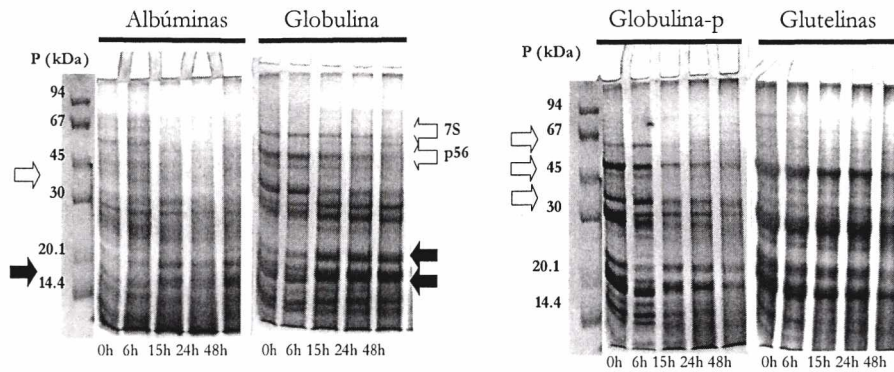 Albúminas Globulina
P (kDa)
94
67
45
30
20.1
14.4
7S
p56
0h 6h 15h 24h 48h 0h 6h 15h 24h 48h
Globulina-p Glutelinas
P (kDa)
94
67
45
30
20.1
14.4
0h 6h 15h 24h 48h 0h 6h 15h 24h 48h